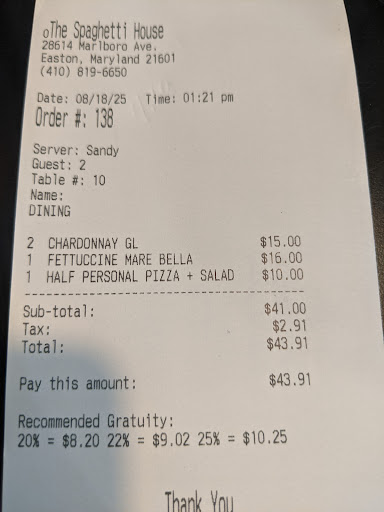 The Spaghetti House
28614 Marlboro Ave.
Easton, Maryland 21601
(410) 819-6650
Date: 08/18/25 Time: 01:21 pm
Order #: 138
Server: Sandy
Guest: 2
Table #: 10
Name:
DINING
2 CHARDONNAY GL $15.00
1 FETTUCCINE MARE BELLA $16.00
1 HALF PERSONAL PIZZA + SALAD $10.00
Sub-total: $41.00
Tax: $2.91
Total: $43.91
Pay this amount: $43.91
Recommended Gratuity:
20% = $8.20 22% = $9.02 25% = $10.25
Thank You